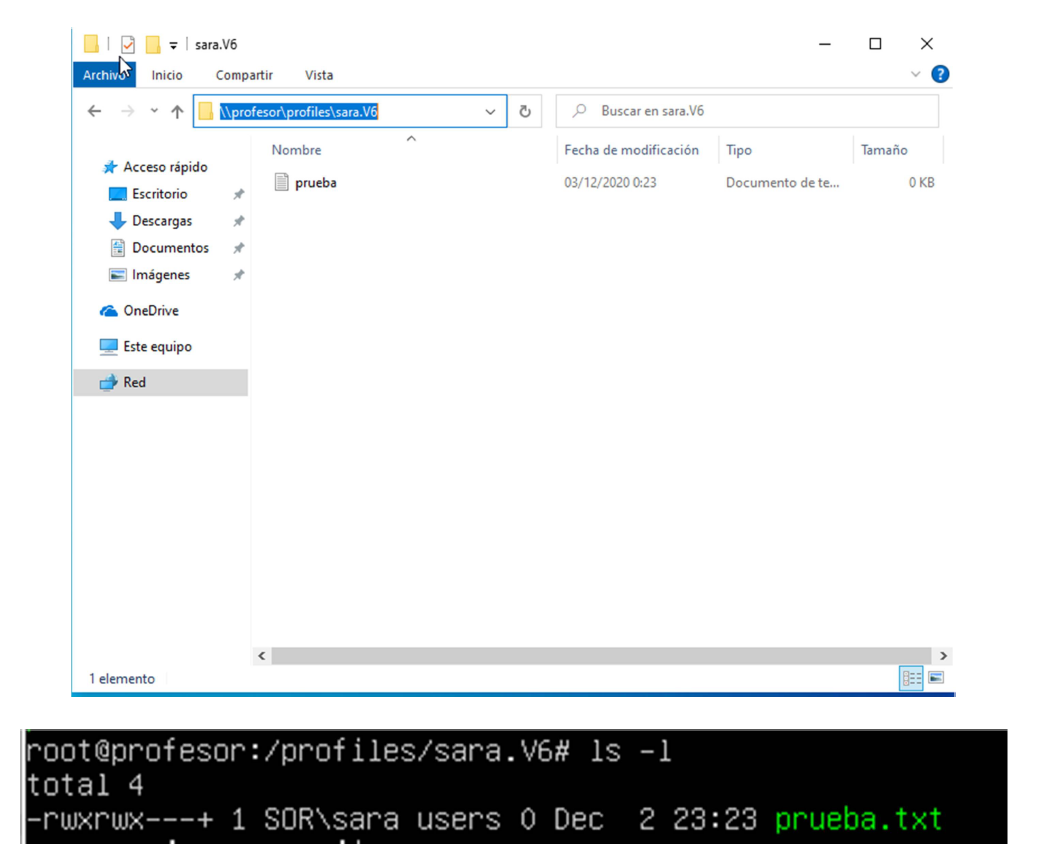 sara.V6
Archivo Inicio Compartir Vista
\\profesor\profiles\sara.V6
Buscar en sara.V6
Nombre Fecha de modificación Tipo Tamaño
Acceso rápido
Escritorio
Descargas
Documentos
Imágenes
OneDrive
Este equipo
Red
prueba 03/12/2020 0:23 Documento de te... 0 KB
1 elemento
root@profesor:/profiles/sara.V6# ls -l
total 4
-rwxrwx---+ 1 SOR\sara users 0 Dec  2 23:23 prueba.txt